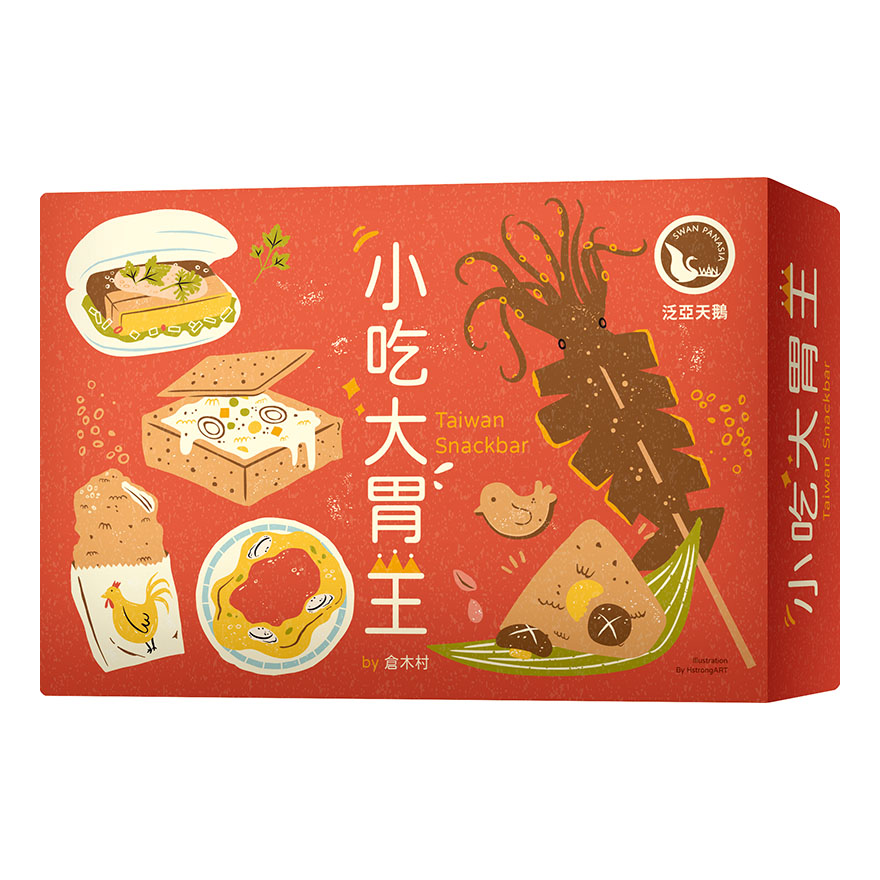 小吃大胃王
Taiwan
Snackbar
by 倉木村
SWAN PANASIA
SWAN
泛亞天鵝
Illustration
By HstrongART
小吃大胃王
Taiwan Snackbar